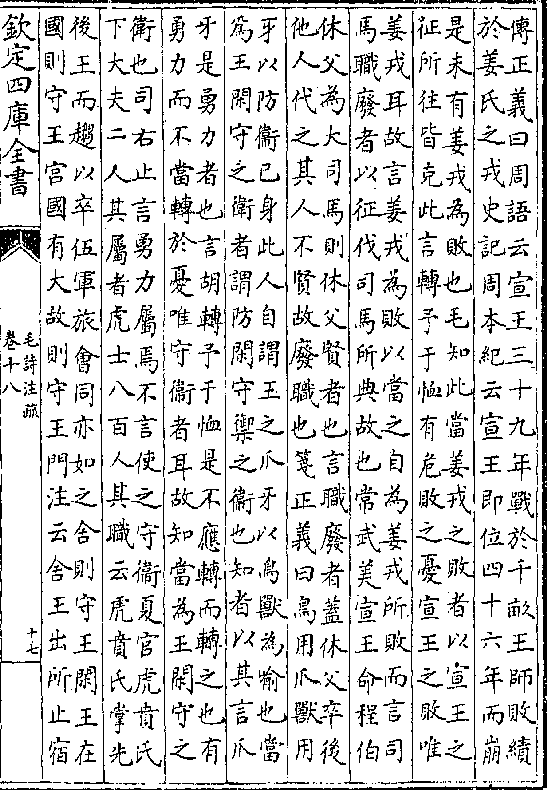 傳正義曰周語云宣王三十九年戰於千畝王師敗績
於姜氏之戎史記周本紀云宣王即位四十六年而崩
是末有姜戎為敗也毛知此當姜戎之敗者以宣王之
征所往皆克此言轉予于恤有危敗之憂宣王之敗唯
姜戎耳故言姜戎為敗以當之自為姜戎所敗而言司
馬職廢者以征伐司馬所典故也常武美宣王命程伯
休父為大司馬則休父賢者也言職廢者蓋休父卒後
他人代之其人不賢故廢職也箋正義曰鳥用爪獸用
牙以防衞已身此人自謂王之爪牙以鳥獸為喻也當
為王閑守之衛者謂防閑守禦之衞也知者以其言爪
牙是勇力者也言胡轉予于恤是不應轉而轉之也有
勇力而不當轉於憂唯守衞者耳故知當為王閑守之
衛也司右止言勇力屬焉不言使之守衞夏官虎賁氏
下大夫二人其屬者虎士八百人其職云虎賁氏掌先
後王而趨以卒伍軍旅會同亦如之舍則守王閑王在
國則守王宮國有大故則守王門注云舍王出所止宿
欽定四庫全書
毛詩注疏
卷十八
十七